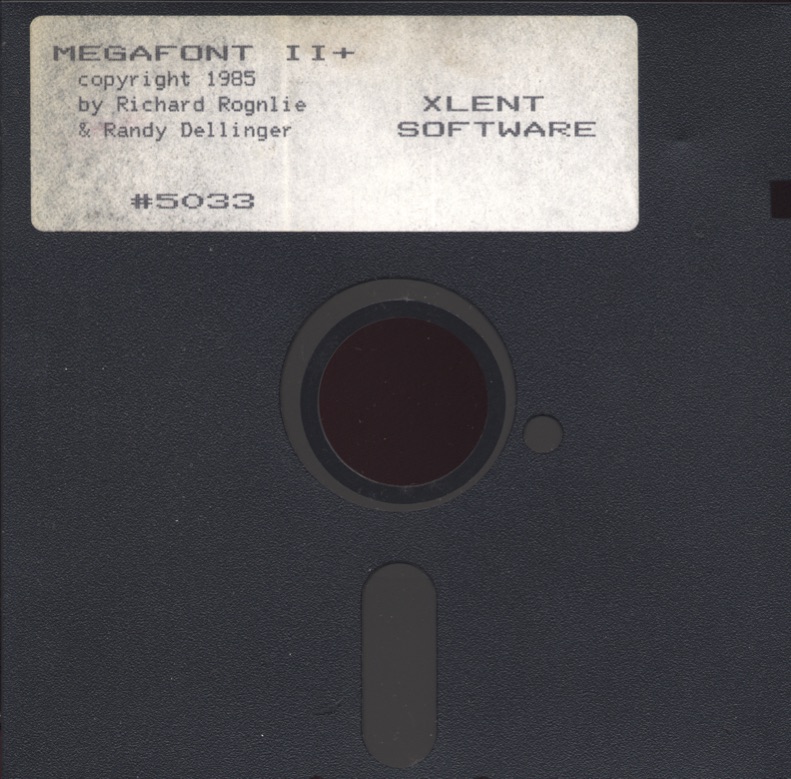 MEGAFONT II+
copyright 1985
by Richard Rognlie
& Randy Dellinger
XLENT
SOFTWARE
#5033